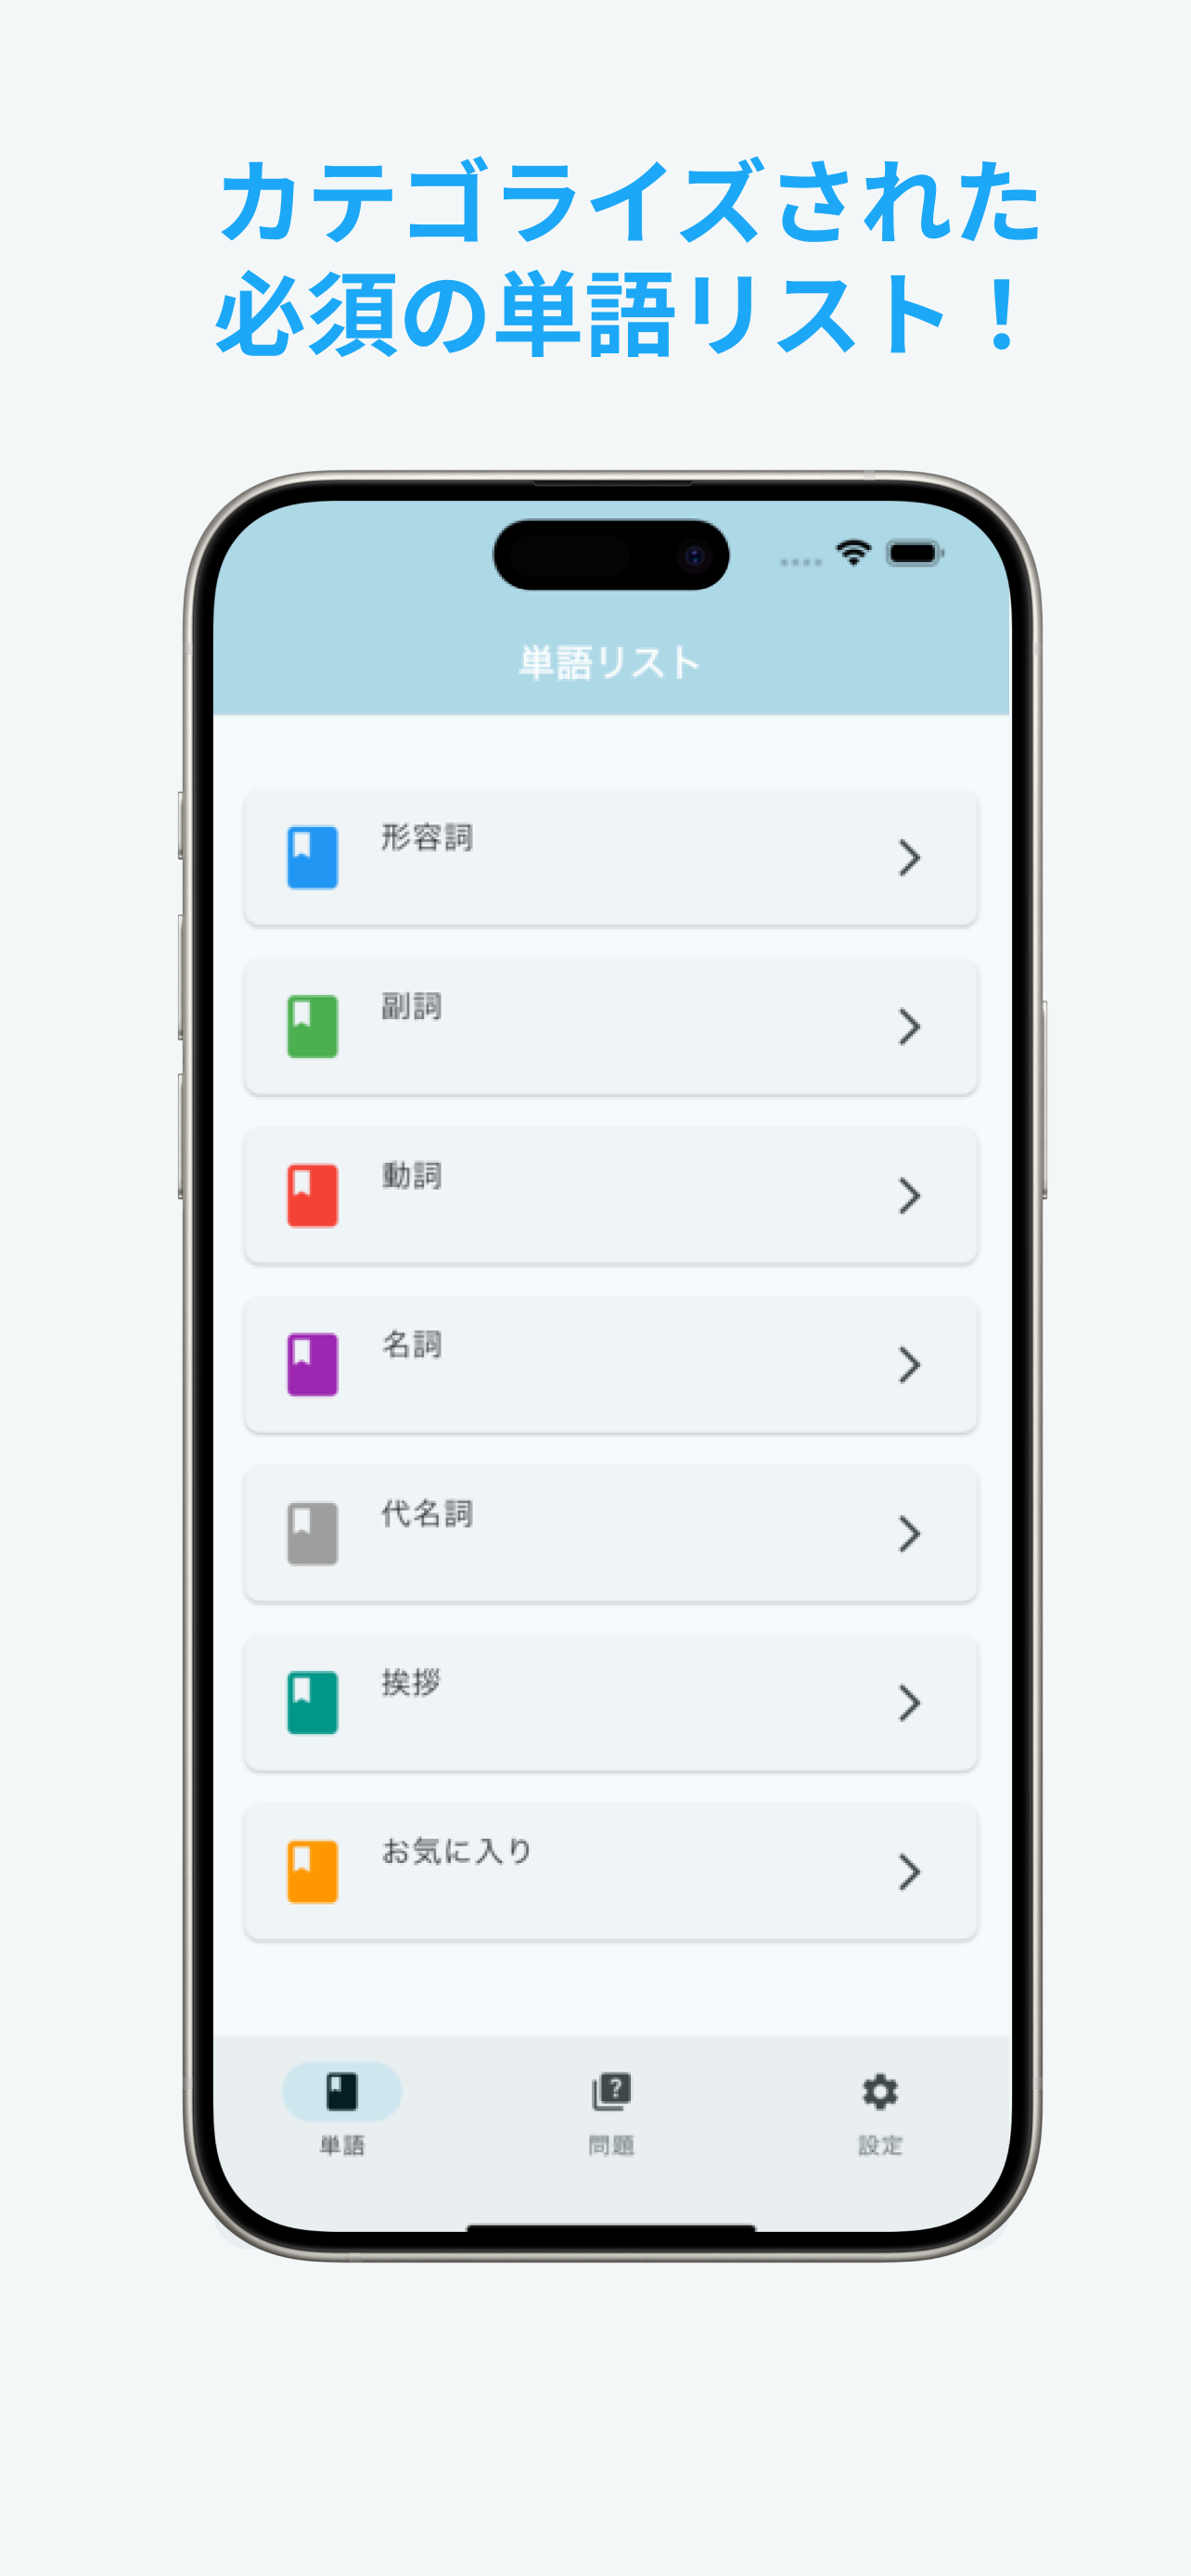 カテゴライズされた
必須の単語リスト！
単語リスト
形容詞
副詞
動詞
名詞
代名詞
挨拶
お気に入り
単語
問題
設定